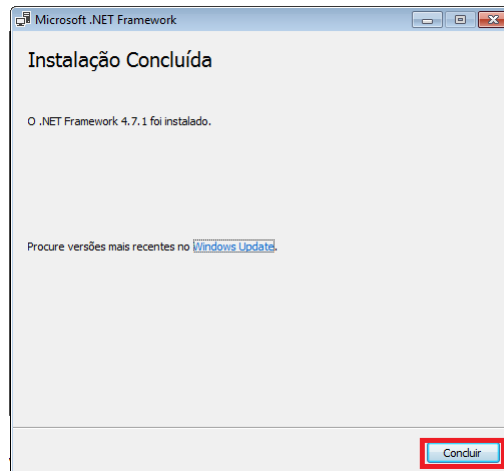 Microsoft .NET Framework
Instalação Concluída
O .NET Framework 4.7.1 foi instalado.
Procure versões mais recentes no Windows Update.
Concluir